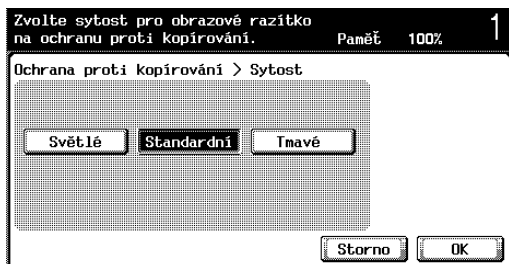 Zvolte sytost pro obrazové razítko
na ochranu proti kopírování. Paměť 100% 1
Ochrana proti kopírování > Sytost
Světlé Standardní Tmavé
Storno OK